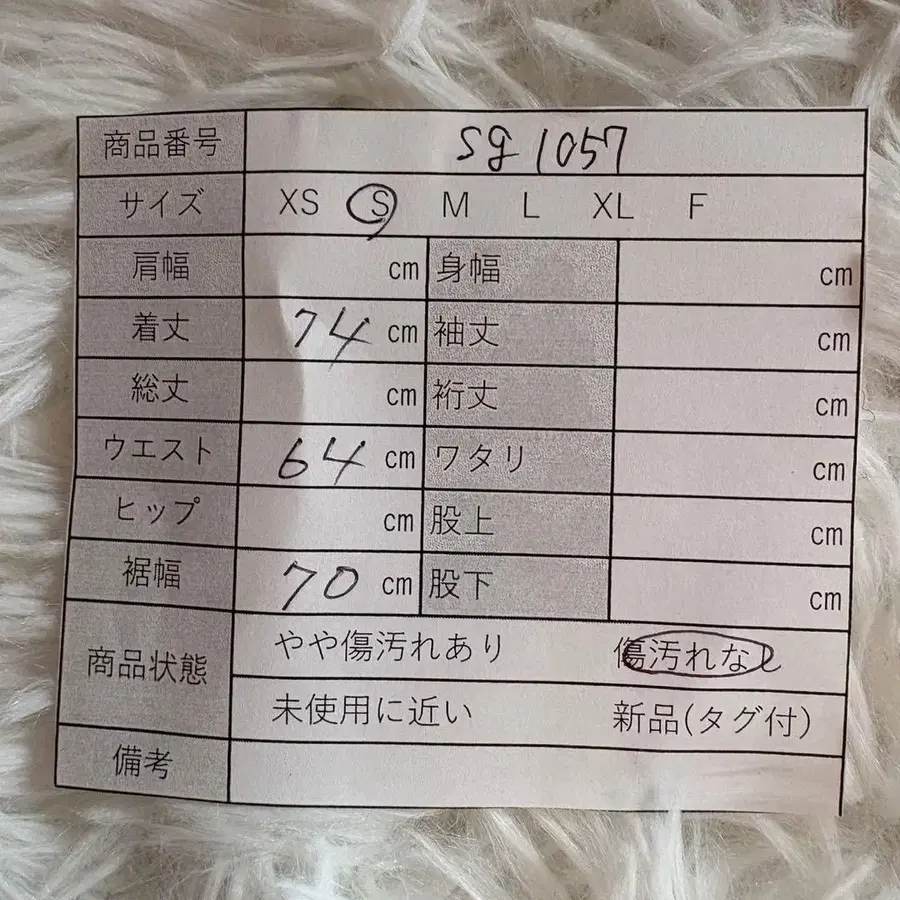 商品番号 sg1057
サイズ XS S M L XL F
肩幅 cm 身幅 cm
着丈 74 cm 袖丈 cm
総丈 cm 裄丈 cm
ウエスト 64 cm ワタリ cm
ヒップ cm 股上 cm
裾幅 70 cm 股下 cm
商品状態 やや傷汚れあり 傷汚れなし
未使用に近い 新品(タグ付)
備考